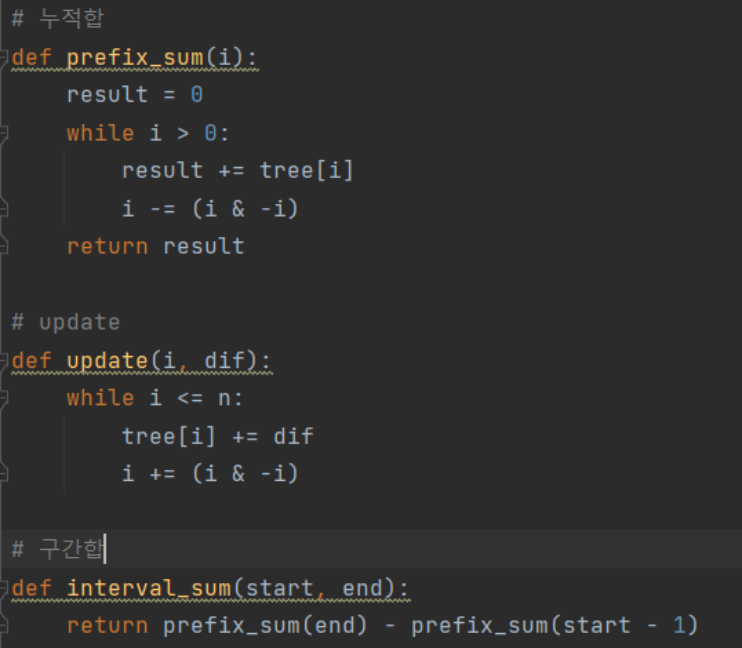 # 누적합
def prefix_sum(i):
    result = 0
    while i > 0:
        result += tree[i]
        i -= (i & -i)
    return result
# update
def update(i, dif):
    while i <= n:
        tree[i] += dif
        i += (i & -i)
# 구간합
def interval_sum(start, end):
    return prefix_sum(end) - prefix_sum(start - 1)